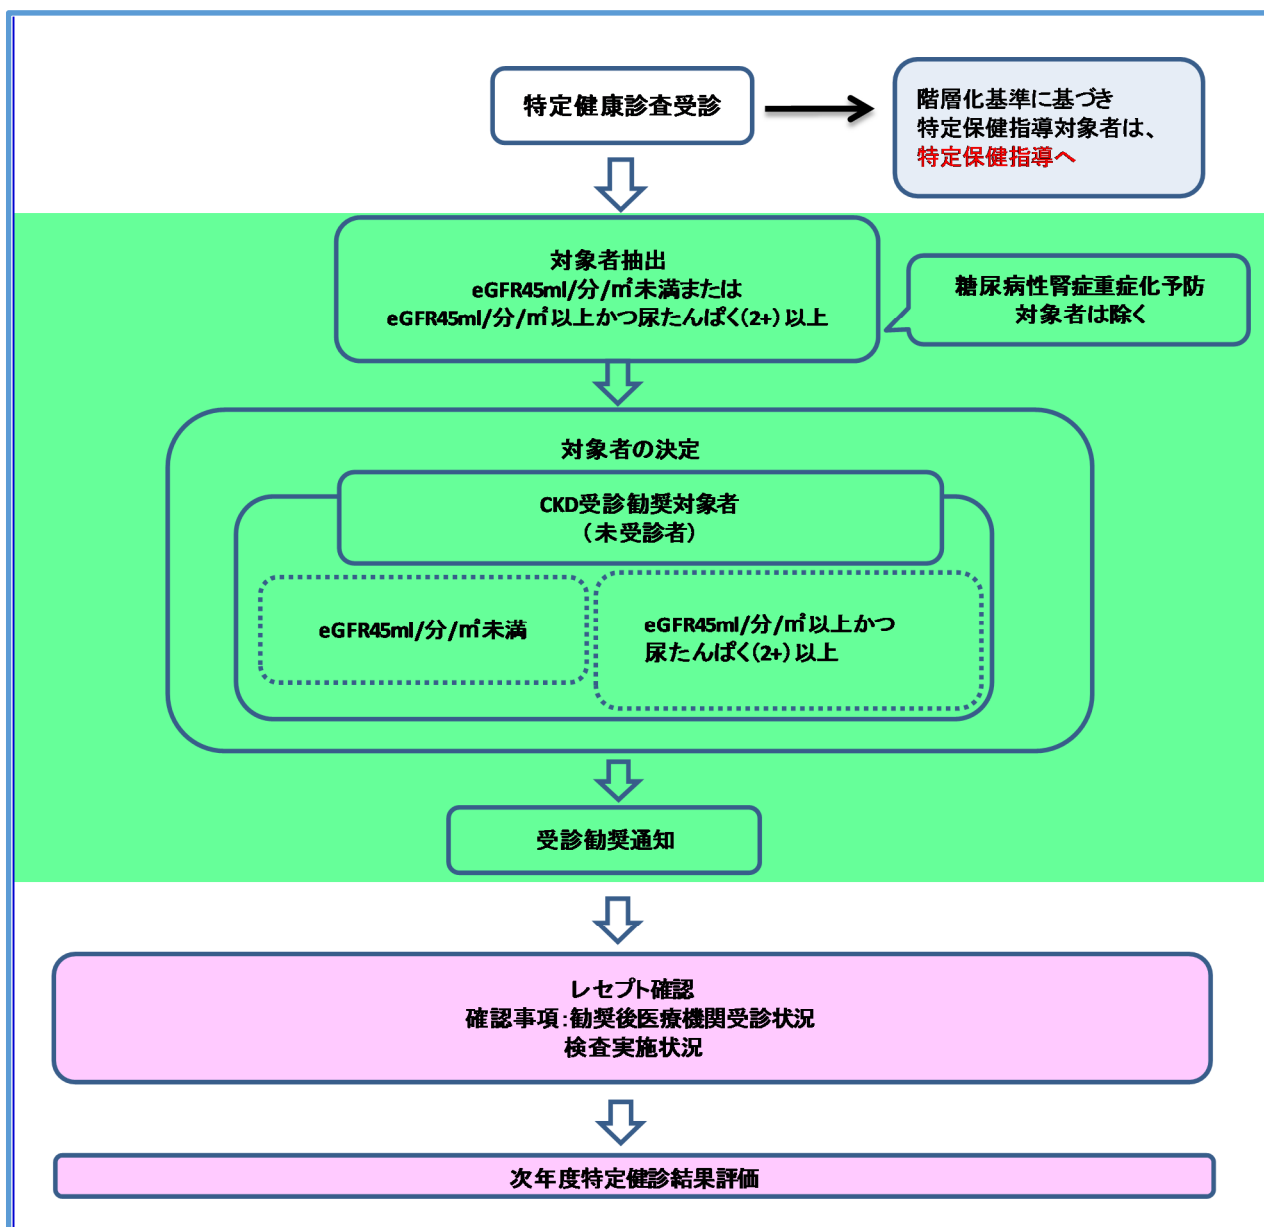 特定健康診査受診
階層化基準に基づき
特定保健指導対象者は、
特定保健指導へ
対象者抽出
eGFR45ml/分/㎡未満または
eGFR45ml/分/㎡以上かつ尿たんぱく(2+)以上
糖尿病性腎症重症化予防
対象者は除く
対象者の決定
CKD受診勧奨対象者
（未受診者）
eGFR45ml/分/㎡未満
eGFR45ml/分/㎡以上かつ
尿たんぱく(2+)以上
受診勧奨通知
レセプト確認
確認事項：勧奨後医療機関受診状況
検査実施状況
次年度特定健診結果評価